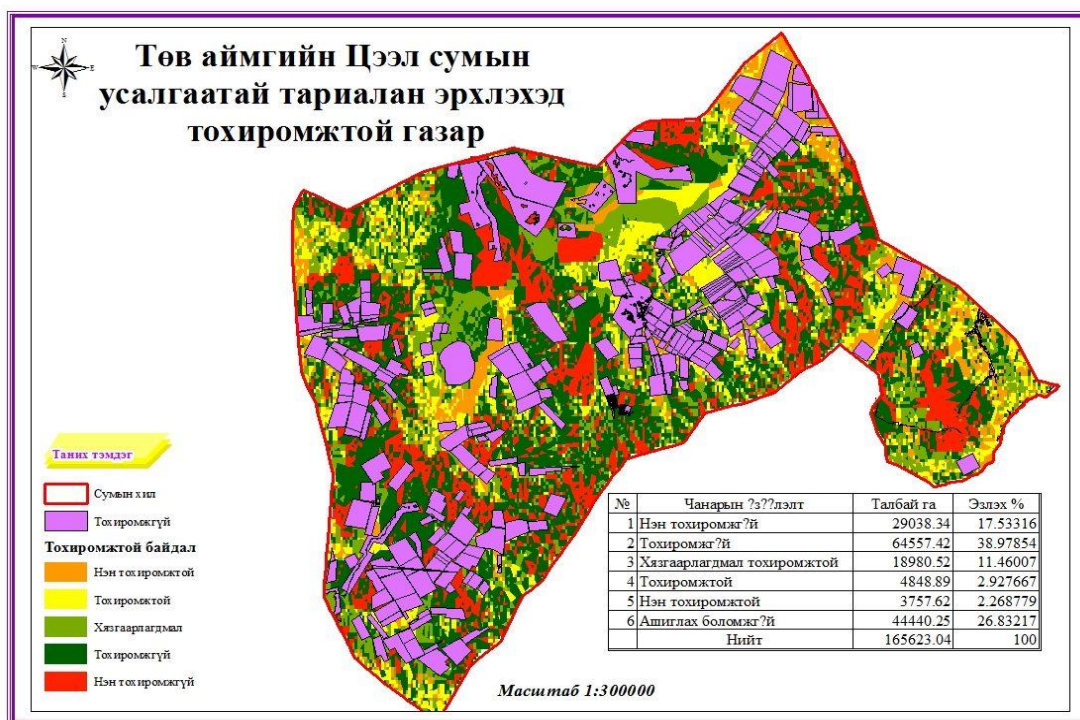 Төв аймгийн Цээл сумын
усалгаатай тариалан эрхлэхэд
тохиромжтой газар
N
W E
S
Таних тэмдэг
Сумын хил
Тохиромжгүй
Тохиромжтой байдал
Нэн тохиромжтой
Тохиромжтой
Хязгаарлагдмал
Тохиромжгүй
Нэн тохиромжгүй
№ Чанарын ?з??лэлт Талбай га Эзлэх %
1 Нэн тохиромжг?й 29038.34 17.53316
2 Тохиромжг?й 64557.42 38.97854
3 Хязгаарлагдмал тохиромжтой 18980.52 11.46007
4 Тохиромжтой 4848.89 2.927667
5 Нэн тохиромжтой 3757.62 2.268779
6 Ашиглах боломжг?й 44440.25 26.83217
Нийт 165623.04 100
Масштаб 1:300000